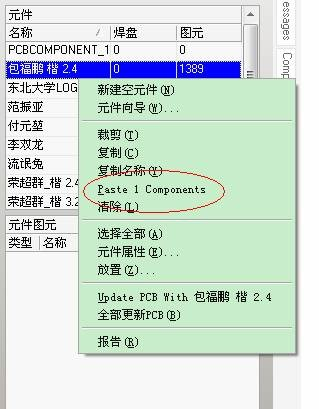 元件
名称 / 焊盘 图元
PCBCOMPONENT_1 0 0
包福鹏 楷 2.4 0 1389
东北大学LOG
范振亚
付元堃
李双龙
流氓兔
荣超群_楷 2.4
荣超群_楷 3.2
元件图元
类型 名称
新建空元件(N)
元件向导(W)...
裁剪(T)
复制(C)
复制名称(Y)
Paste 1 Components
清除(L)
选择全部(A)
元件属性(E)...
放置(Z)...
Update PCB With 包福鹏 楷 2.4
全部更新PCB(B)
报告(R)
essages
Comp